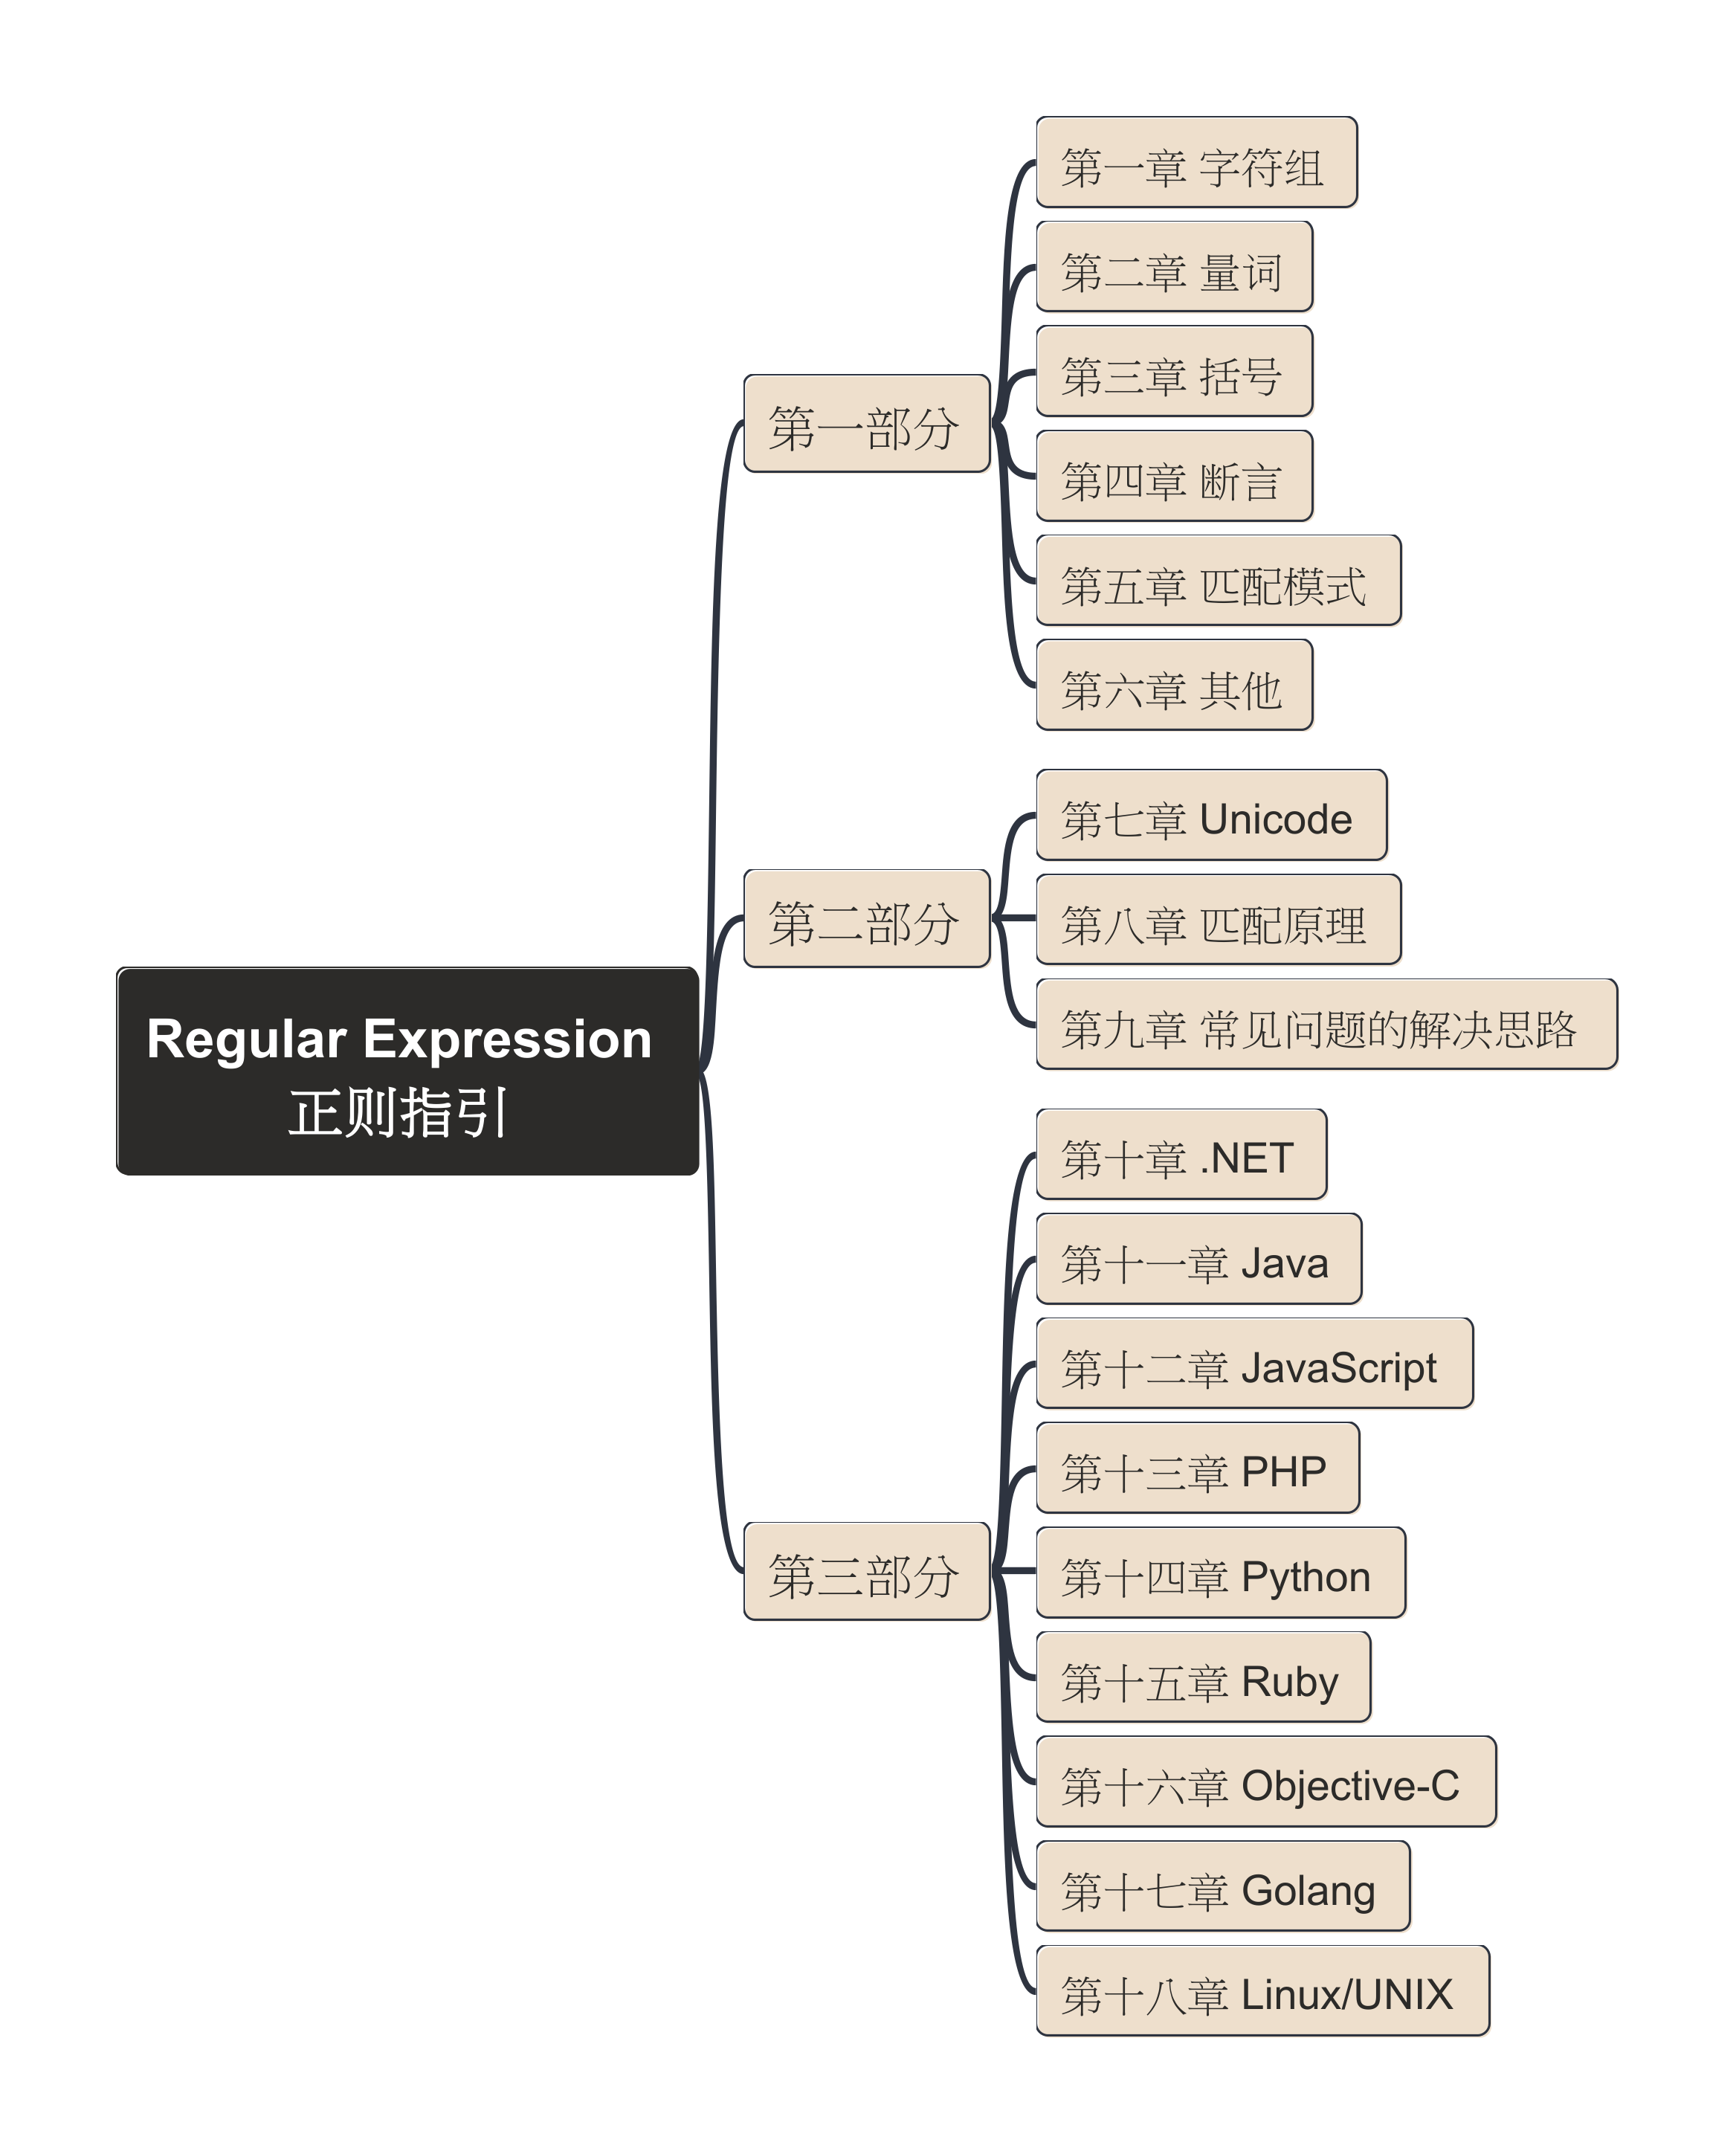 Regular Expression
正则指引
第一部分
第一章 字符组
第二章 量词
第三章 括号
第四章 断言
第五章 匹配模式
第六章 其他
第二部分
第七章 Unicode
第八章 匹配原理
第九章 常见问题的解决思路
第三部分
第十章 .NET
第十一章 Java
第十二章 JavaScript
第十三章 PHP
第十四章 Python
第十五章 Ruby
第十六章 Objective-C
第十七章 Golang
第十八章 Linux/UNIX